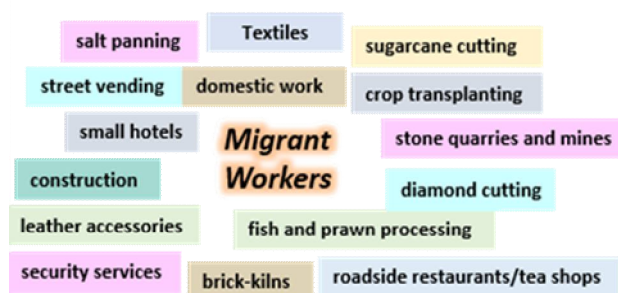 salt panning
Textiles
sugarcane cutting
street vending
domestic work
crop transplanting
small hotels
Migrant
Workers
stone quarries and mines
construction
diamond cutting
leather accessories
fish and prawn processing
security services
brick-kilns
roadside restaurants/tea shops